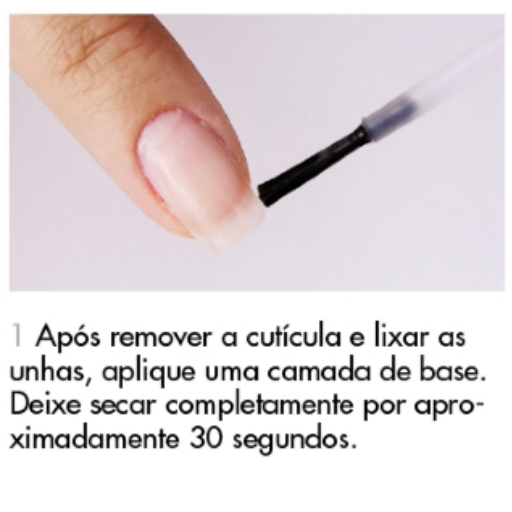 1 Após remover a cutícula e lixar as
unhas, aplique uma camada de base.
Deixe secar completamente por apro-
ximadamente 30 segundos.